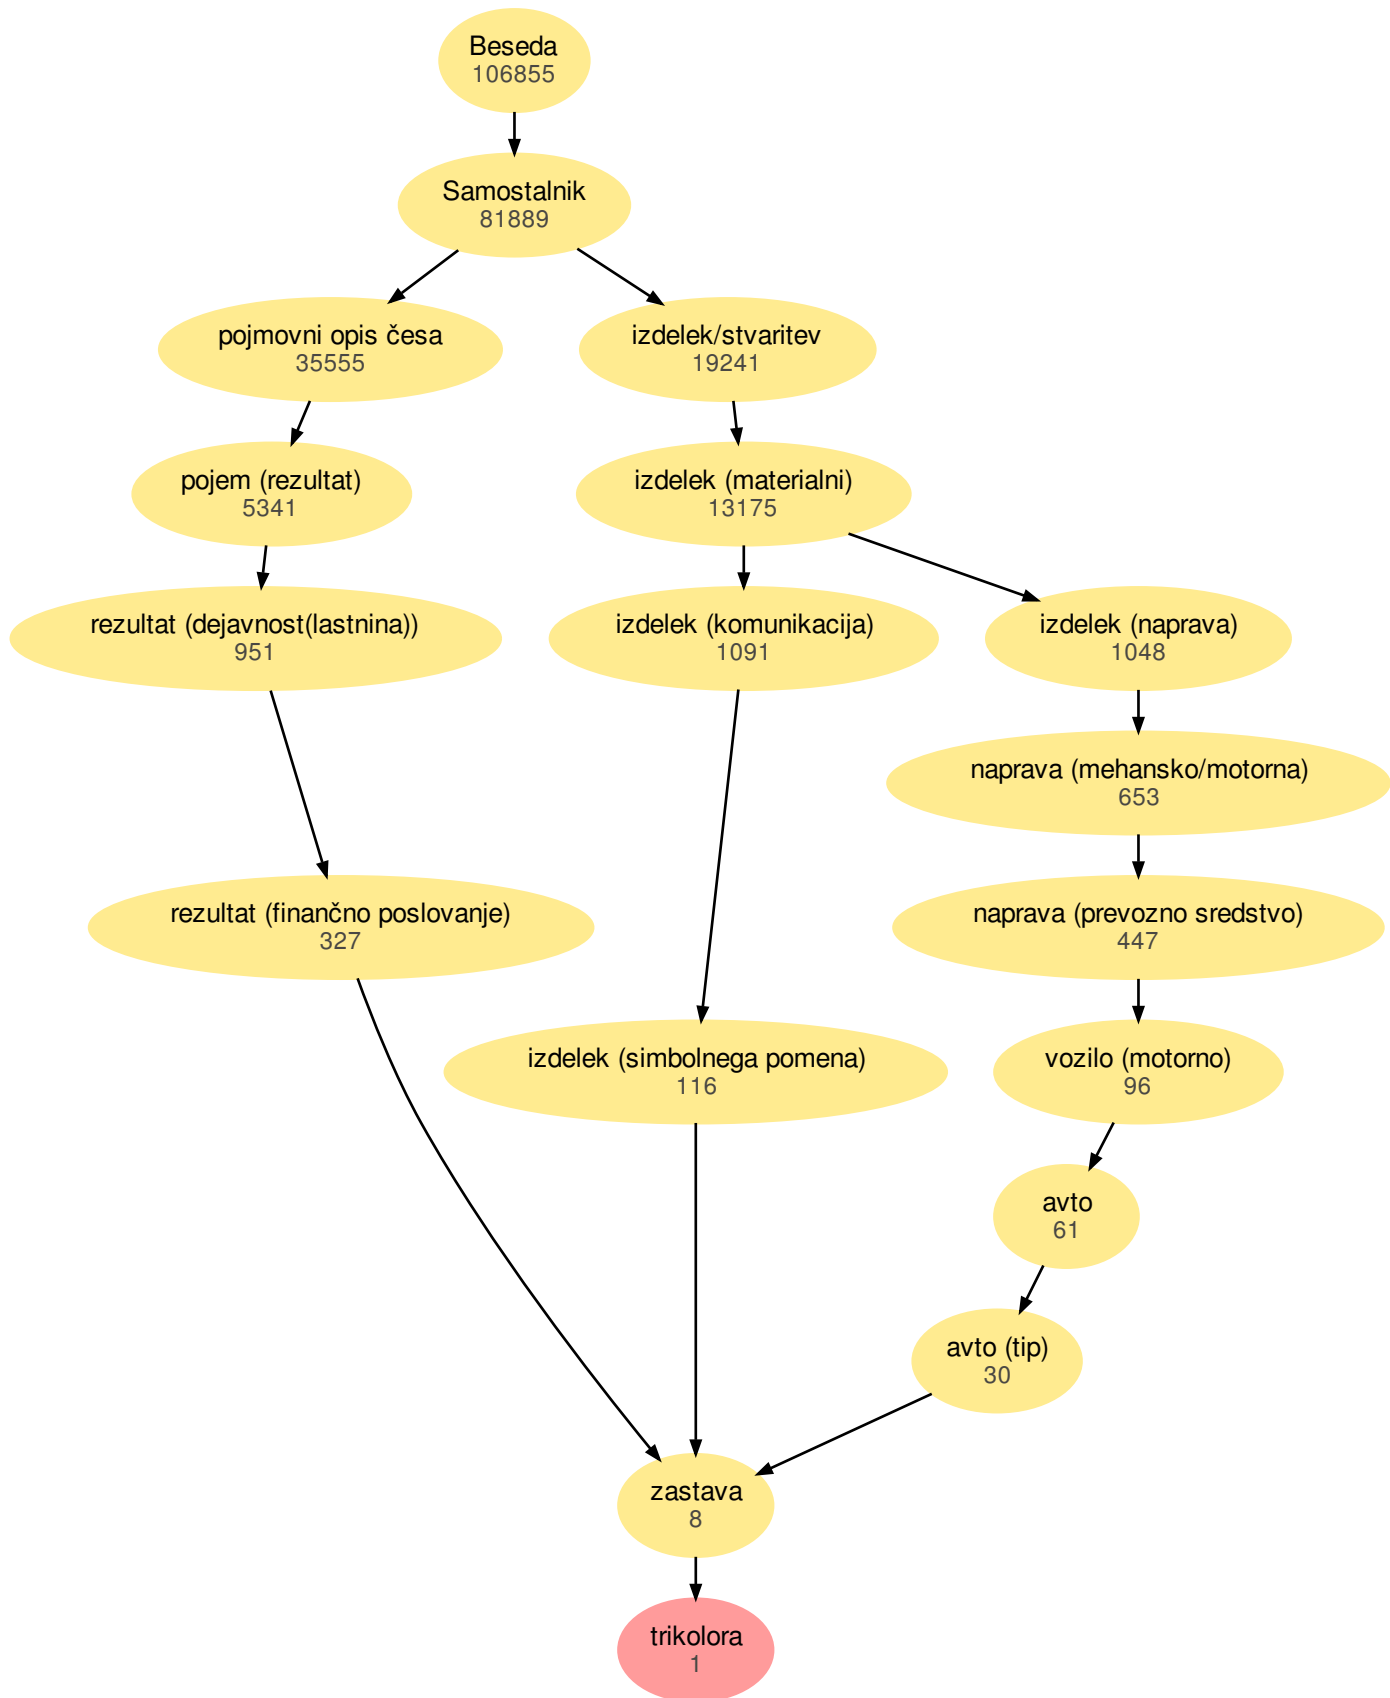 Beseda
106855
Samostalnik
81889
pojmovni opis česa
35555
izdelek/stvaritev
19241
pojem (rezultat)
5341
izdelek (materialni)
13175
rezultat (dejavnost(lastnina))
951
izdelek (komunikacija)
1091
izdelek (naprava)
1048
naprava (mehansko/motorna)
653
rezultat (finančno poslovanje)
327
naprava (prevozno sredstvo)
447
izdelek (simbolnega pomena)
116
vozilo (motorno)
96
avto
61
avto (tip)
30
zastava
8
trikolora
1